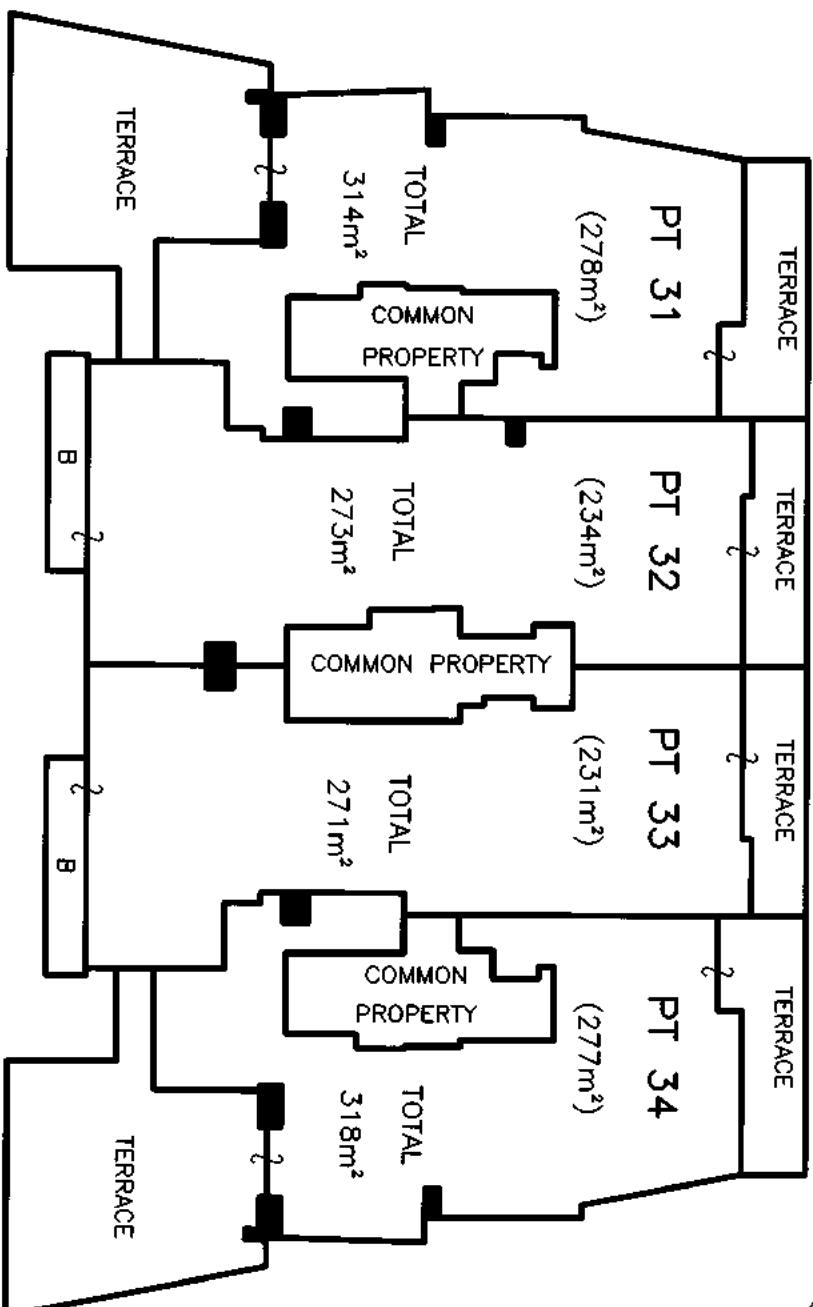 TERRACE
TERRACE
PT 31
(278m²)
TOTAL
314m²
COMMON
PROPERTY
TERRACE
PT 32
(234m²)
TOTAL
273m²
B
COMMON PROPERTY
TERRACE
PT 33
(231m²)
TOTAL
271m²
B
TERRACE
PT 34
(277m²)
COMMON
PROPERTY
TOTAL
318m²
TERRACE